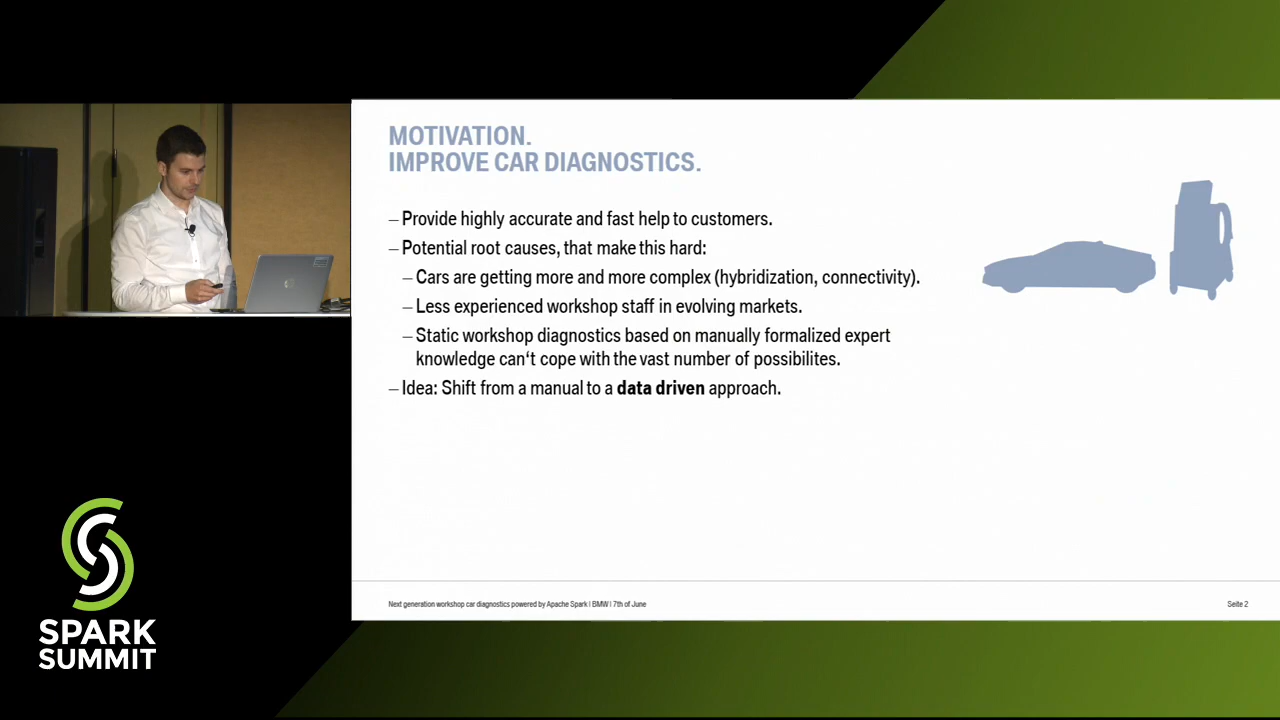 MOTIVATION.
IMPROVE CAR DIAGNOSTICS.
– Provide highly accurate and fast help to customers.
– Potential root causes, that make this hard:
– Cars are getting more and more complex (hybridization, connectivity).
– Less experienced workshop staff in evolving markets.
– Static workshop diagnostics based on manually formalized expert
knowledge can‘t cope with the vast number of possibilites.
– Idea: Shift from a manual to a data driven approach.
Next generation workshop car diagnostics powered by Apache Spark | BMW | 7th of June
Seite 2
SPARK
SUMMIT